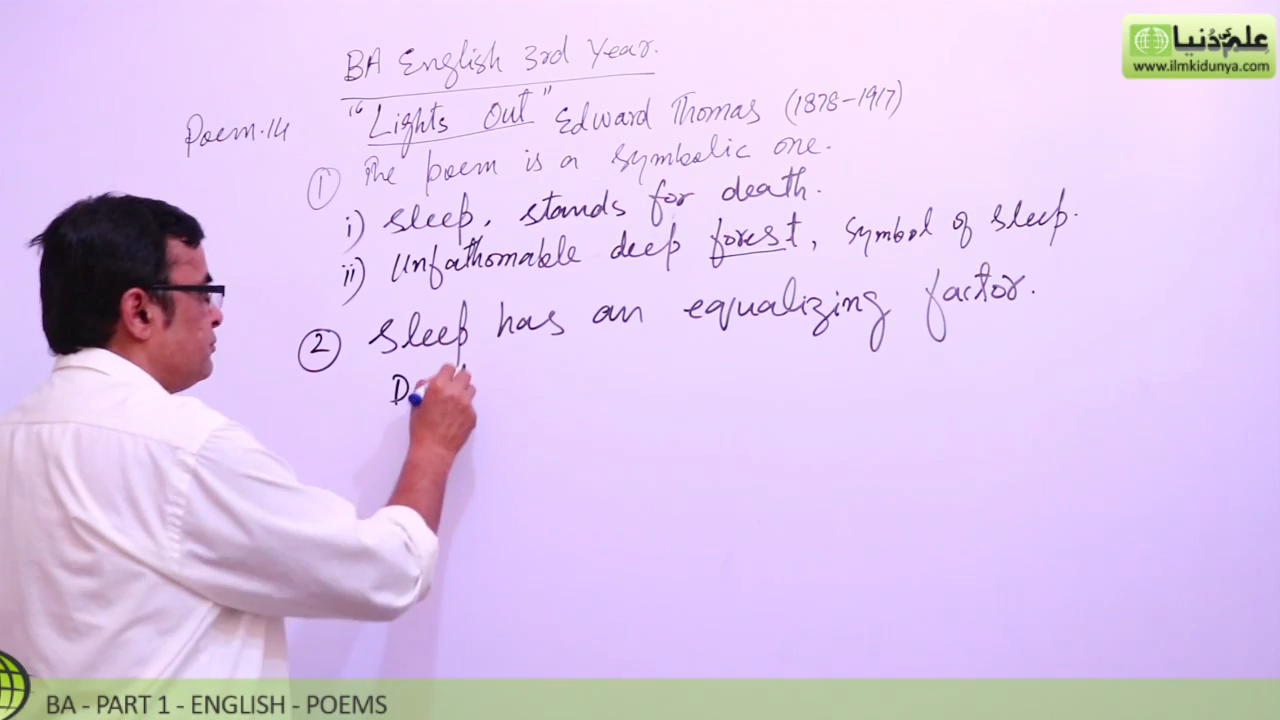 BA English 3rd Year.
Poem.14 "Lights Out" Edward Thomas (1878-1917)
① The poem is a symbolic one.
i) Sleep, stands for death.
ii) Unfathomable deep forest, symbol of sleep.
② Sleep has an equalizing factor.
D
علم کی دنیا
www.ilmkidunya.com
BA - PART 1 - ENGLISH - POEMS